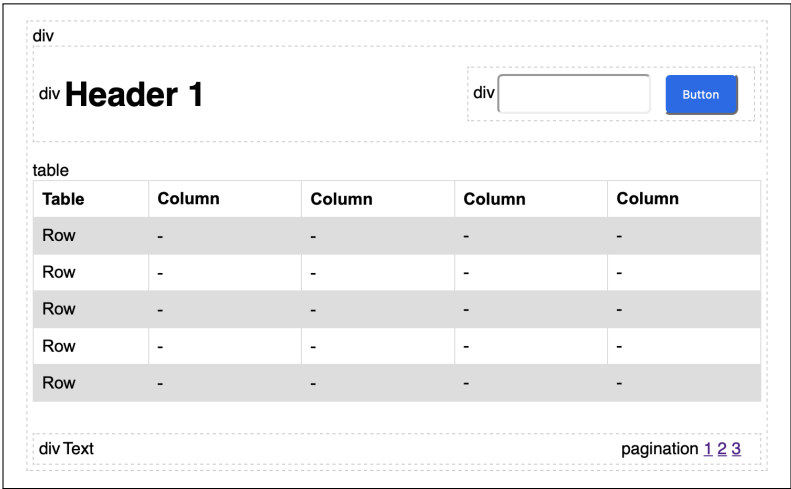 div
div Header 1 div Button
table
Table Column Column Column Column
Row - - - -
Row - - - -
Row - - - -
Row - - - -
Row - - - -
div Text pagination 1 2 3